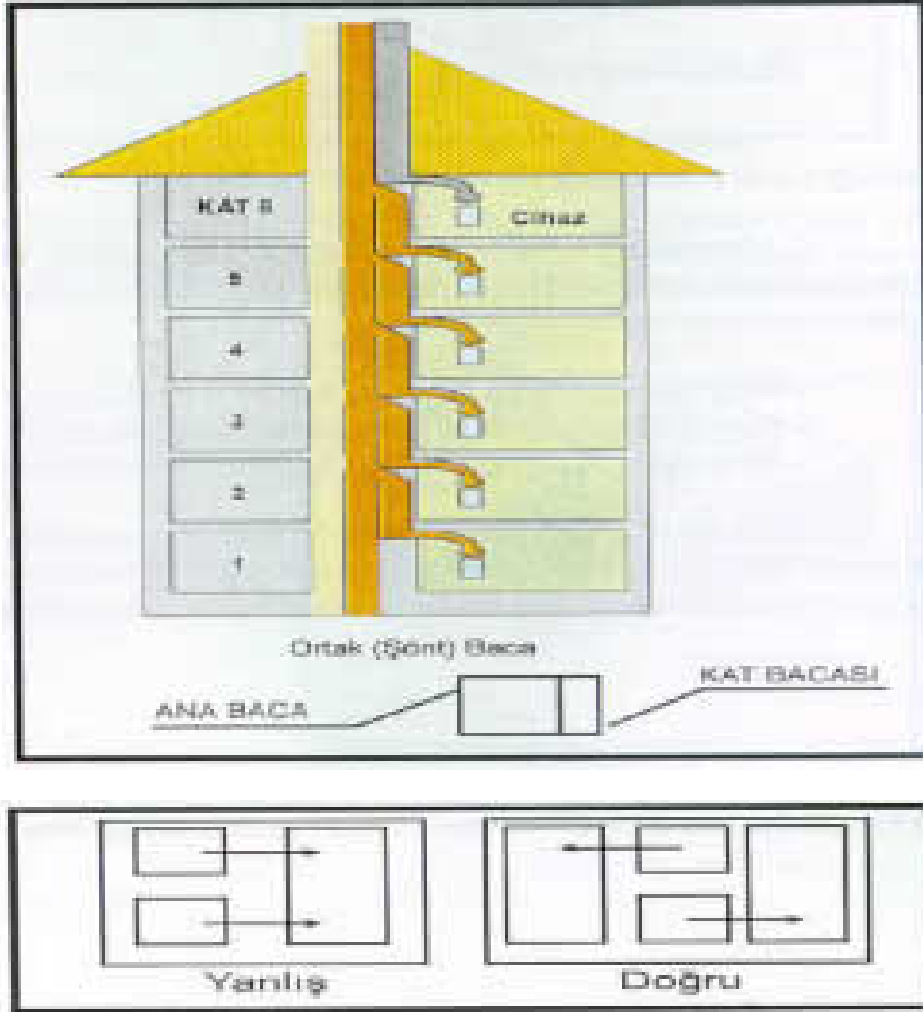 KAT 6
Cihaz
5
4
3
2
1
Ortak (Şönt) Baca
ANA BACA
KAT BACASI
Yanlış
Doğru